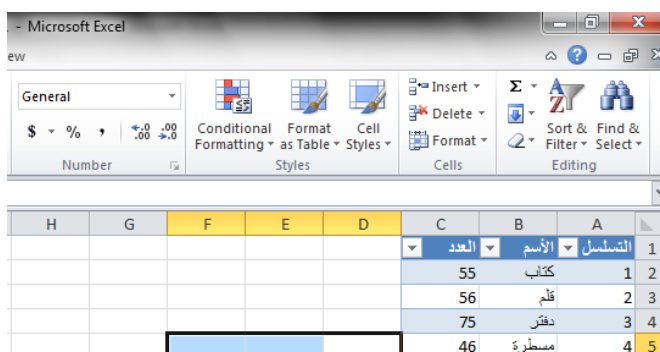 . - Microsoft Excel
ew
General
$ % , .00 .0
Conditional Formatting
Format as Table
Cell Styles
Insert
Delete
Format
Σ
Sort & Filter
Find & Select
Number
Styles
Cells
Editing
H G F E D C B A
التسلسل الأسم العدد 1
1 كتاب 55 2
2 قلم 56 3
3 دفتر 75 4
4 مسطرة 46 5